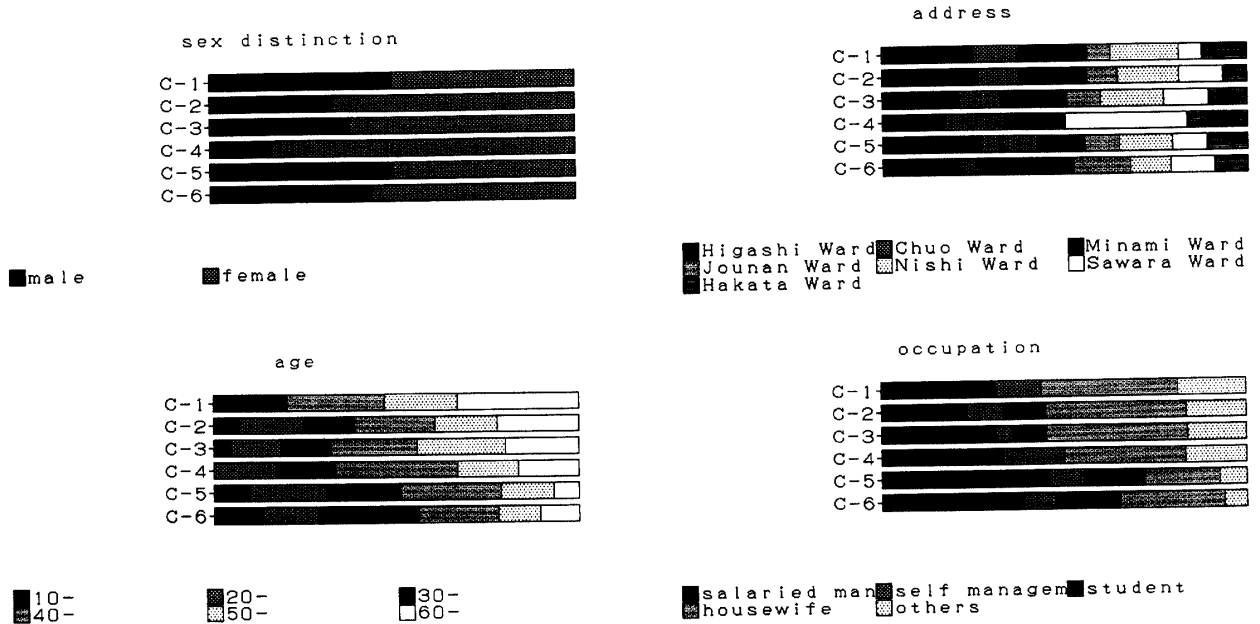 sex distinction
C-1
C-2
C-3
C-4
C-5
C-6
male female
address
C-1
C-2
C-3
C-4
C-5
C-6
Higashi Ward Chuo Ward Minami Ward
Jounan Ward Nishi Ward Sawara Ward
Hakata Ward
age
C-1
C-2
C-3
C-4
C-5
C-6
10- 20- 30-
40- 50- 60-
occupation
C-1
C-2
C-3
C-4
C-5
C-6
salaried man self managem student
housewife others